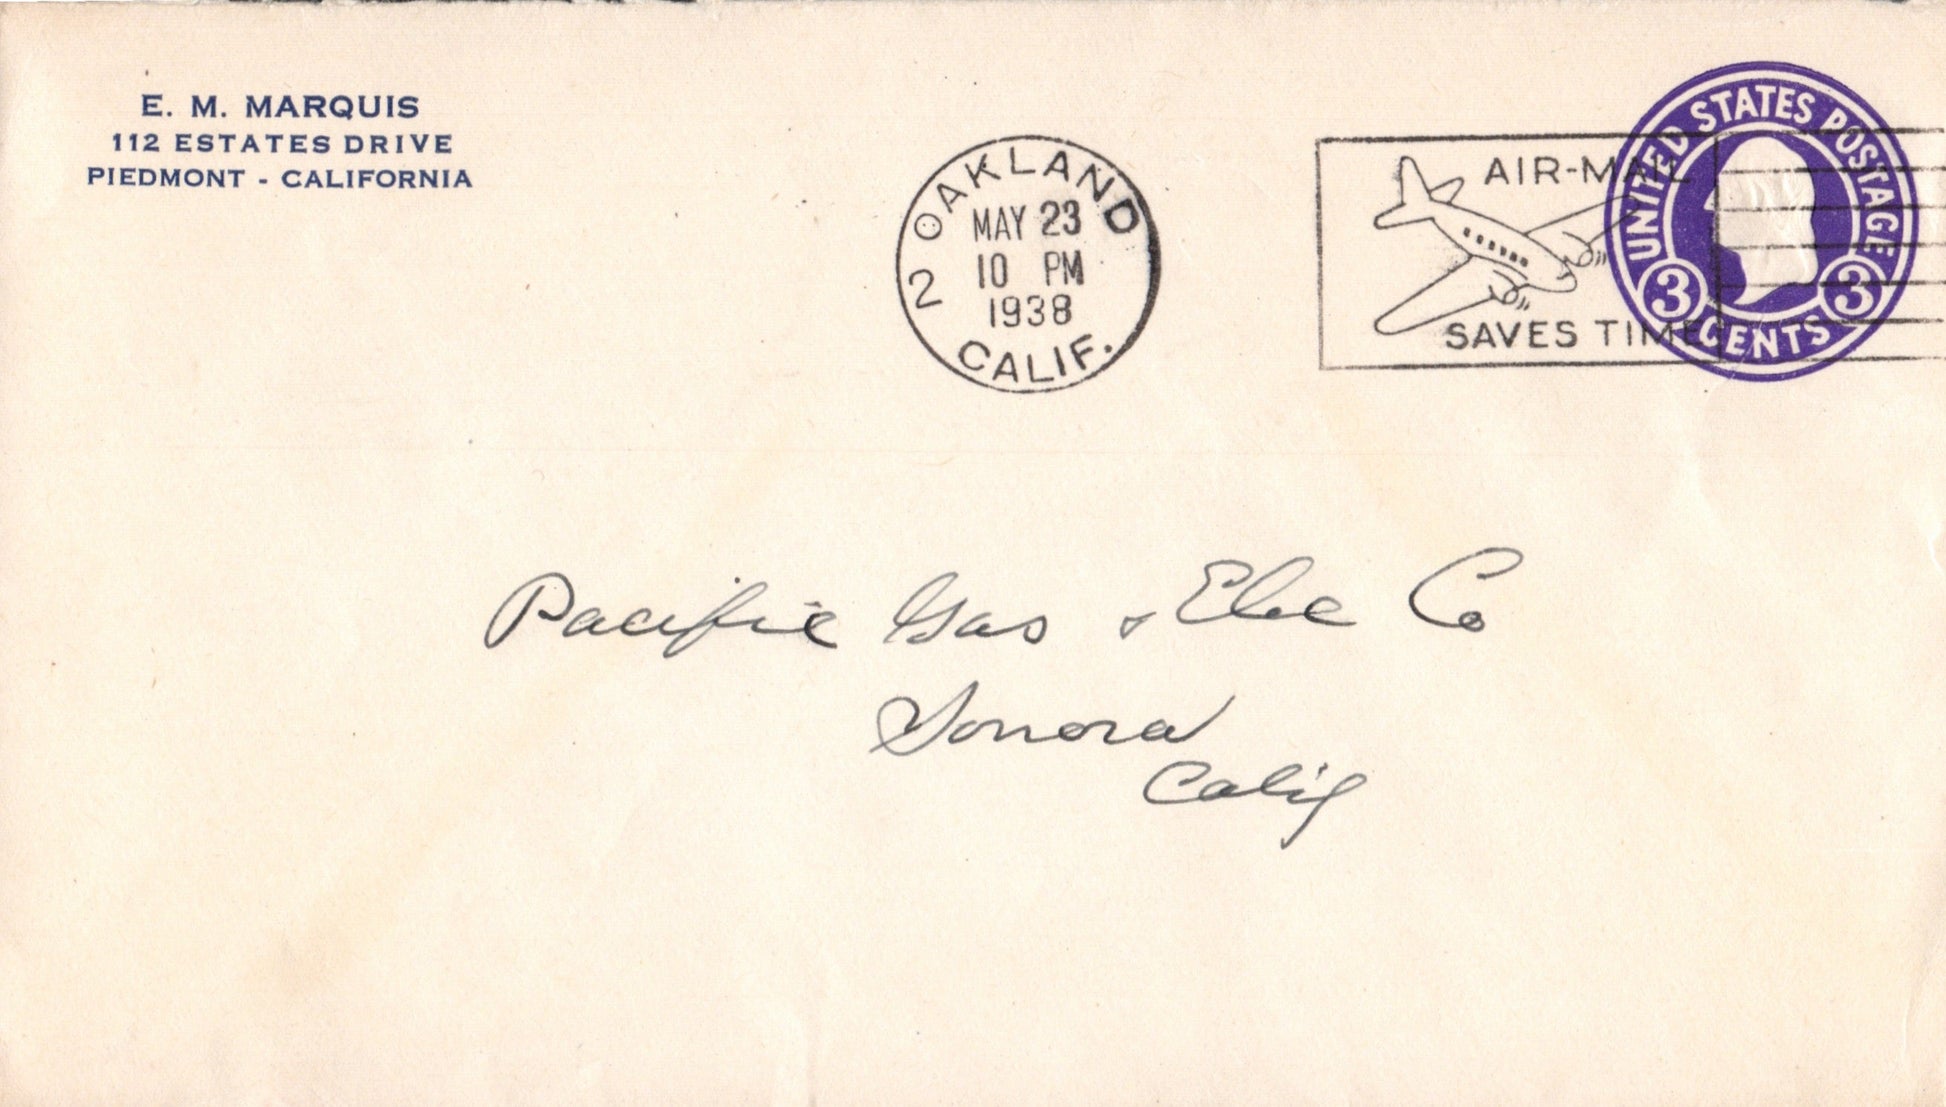 E. M. MARQUIS
112 ESTATES DRIVE
PIEDMONT - CALIFORNIA
OAKLAND 2
MAY 23
10 PM
1938
CALIF.
AIR-MAIL
SAVES TIME
UNITED STATES POSTAGE
3 CENTS 3
Pacific Gas & Elec Co
Sonora
Calif